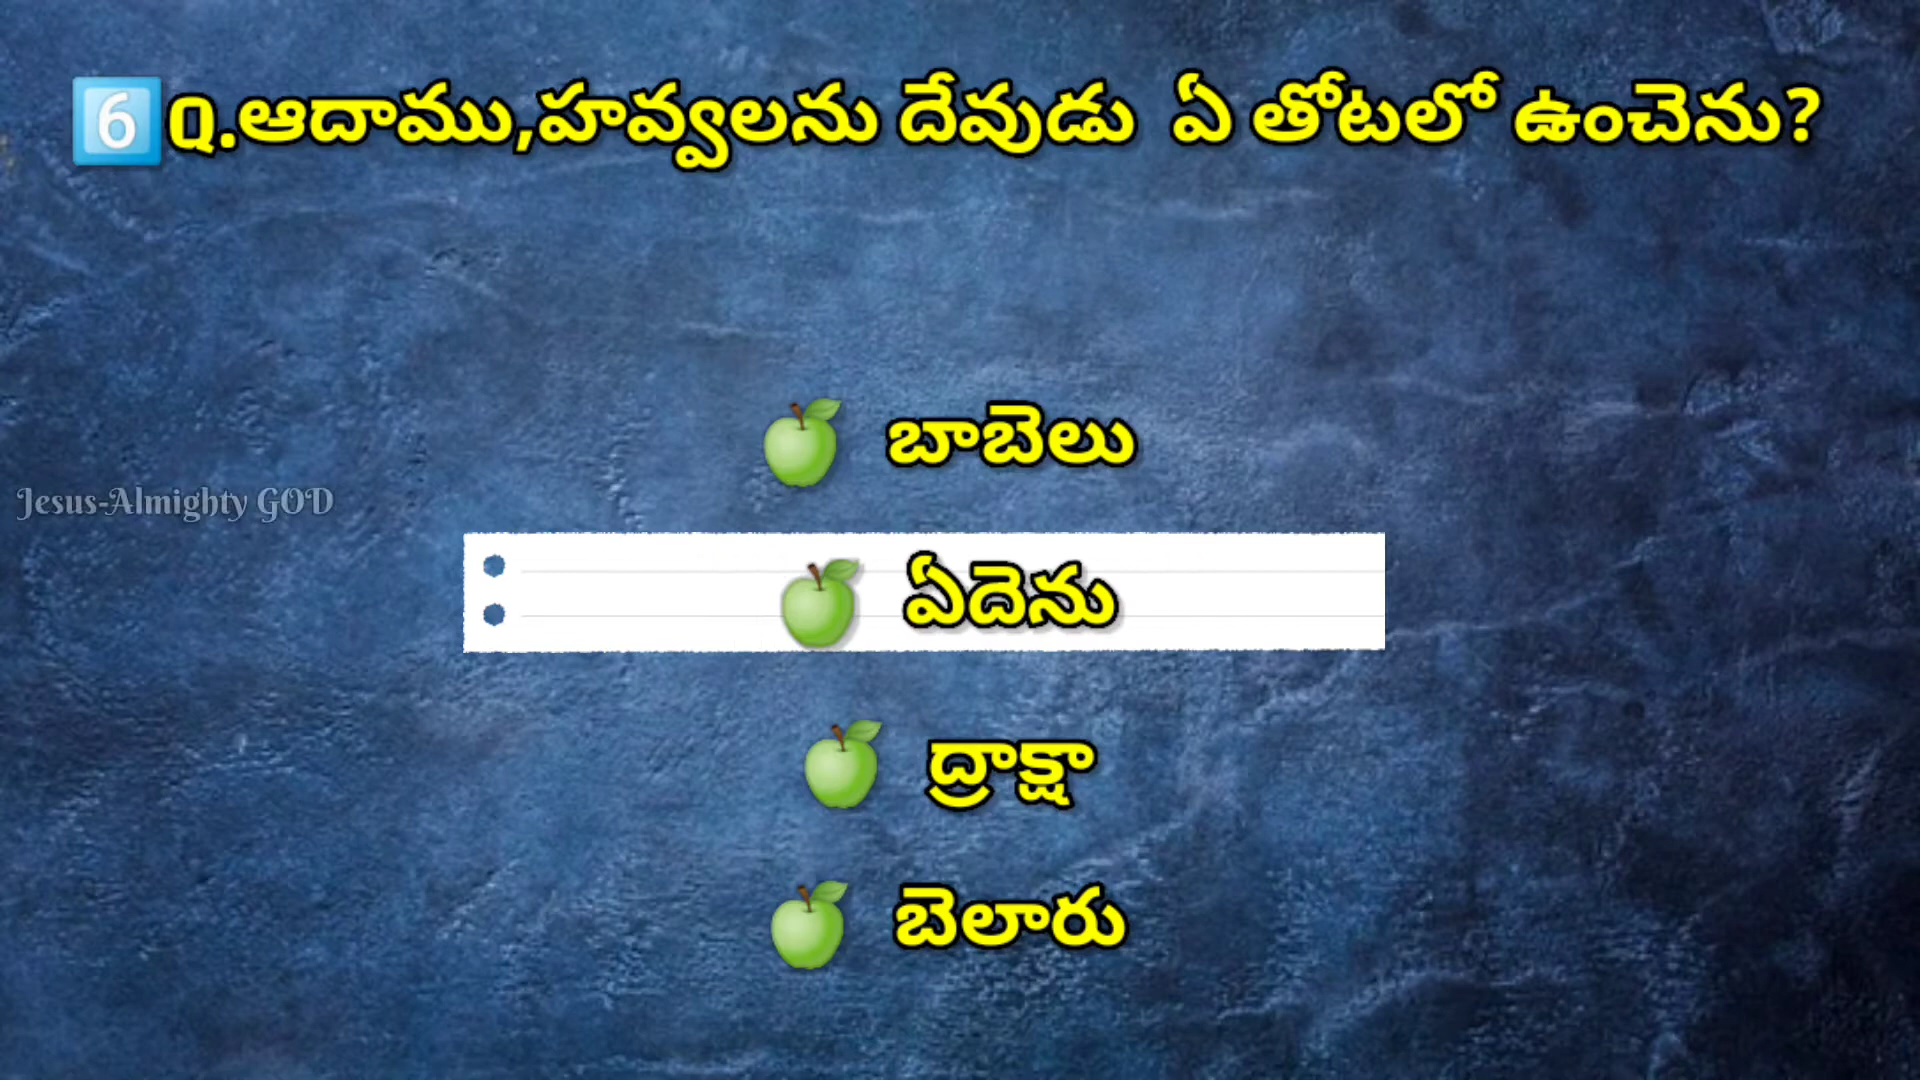 6️⃣Q.ఆదాము,హవ్వలను దేవుడు ఏ తోటలో ఉంచెను?
🍏 బాబెలు
Jesus-Almighty GOD
🍏 ఏదెను
🍏 ద్రాక్షా
🍏 బెలారు